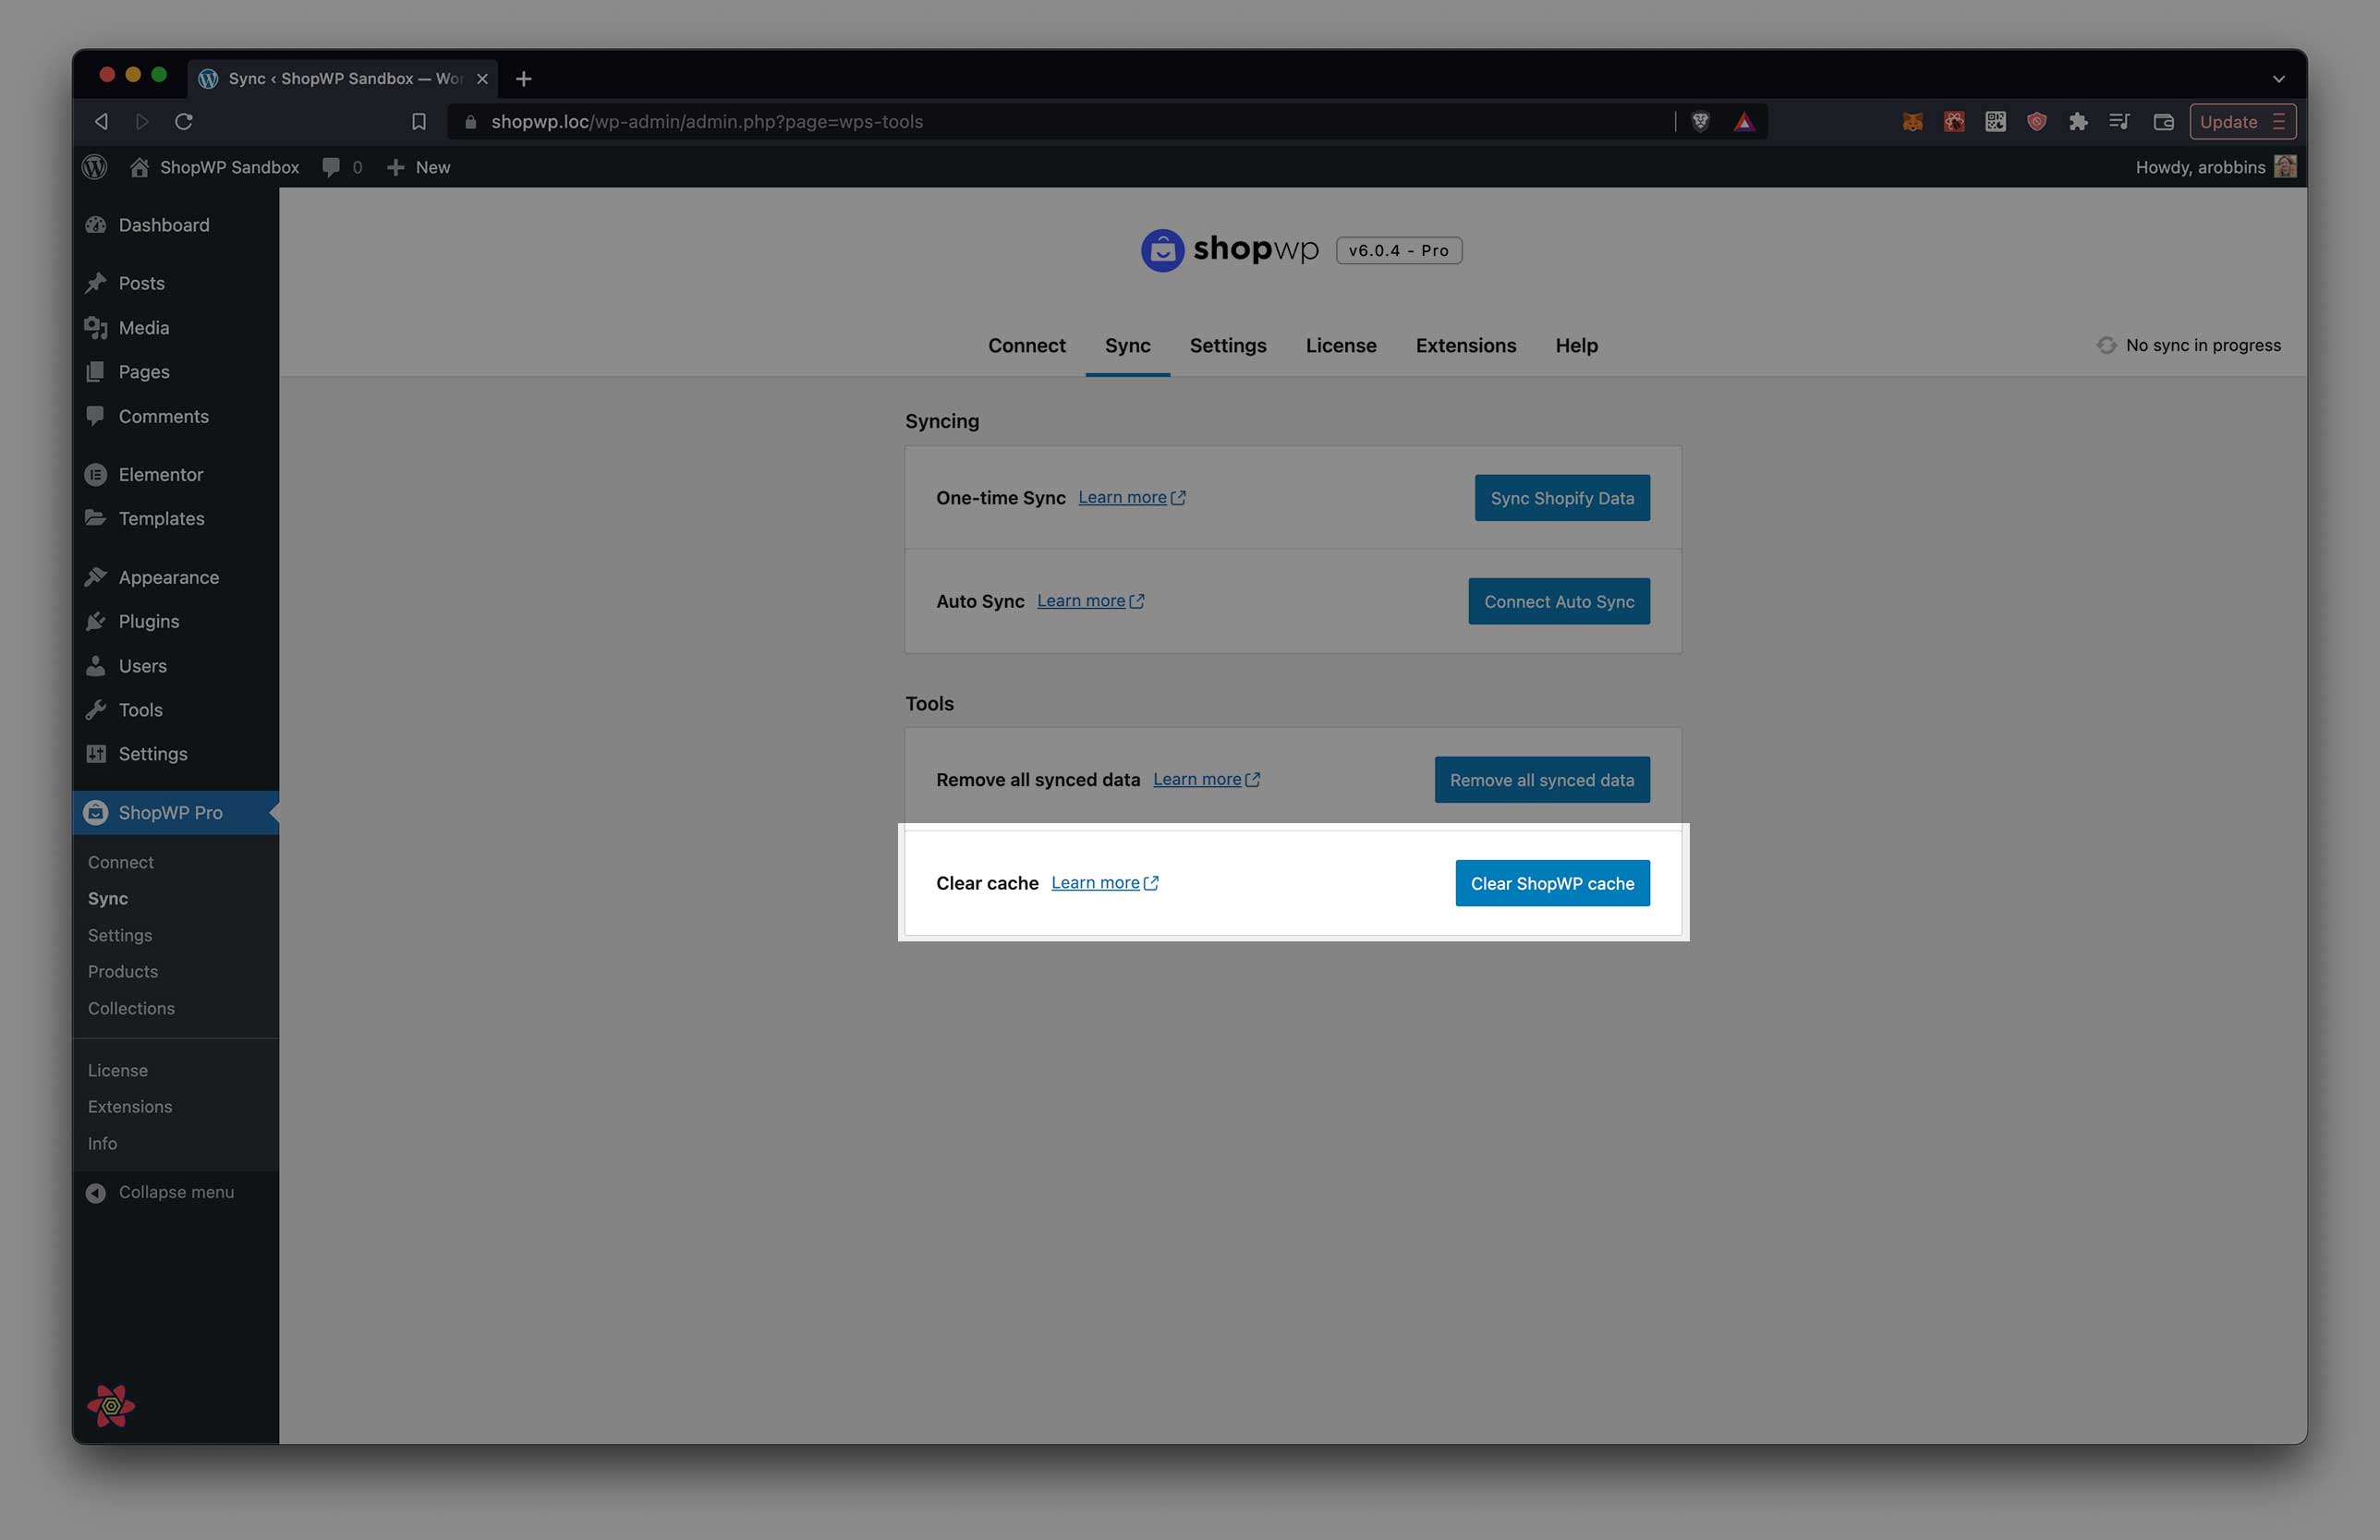 Sync ‹ ShopWP Sandbox — Wor
shopwp.loc/wp-admin/admin.php?page=wps-tools
Update
ShopWP Sandbox 0 New
Howdy, arobbins
Dashboard
Posts
Media
Pages
Comments
Elementor
Templates
Appearance
Plugins
Users
Tools
Settings
ShopWP Pro
Connect
Sync
Settings
Products
Collections
License
Extensions
Info
Collapse menu
shopwp v6.0.4 - Pro
Connect Sync Settings License Extensions Help
No sync in progress
Syncing
One-time Sync Learn more Sync Shopify Data
Auto Sync Learn more Connect Auto Sync
Tools
Remove all synced data Learn more Remove all synced data
Clear cache Learn more Clear ShopWP cache